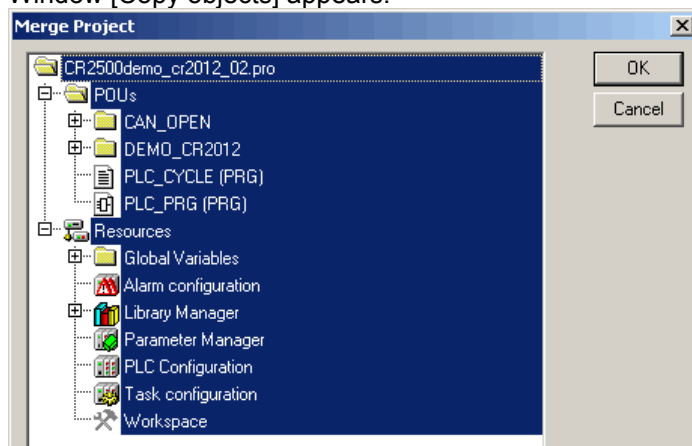 Window [Copy objects] appears.
Merge Project
CR2500demo_cr2012_02.pro
OK
POUs
Cancel
CAN_OPEN
DEMO_CR2012
PLC_CYCLE (PRG)
PLC_PRG (PRG)
Resources
Global Variables
Alarm configuration
Library Manager
Parameter Manager
PLC Configuration
Task configuration
Workspace